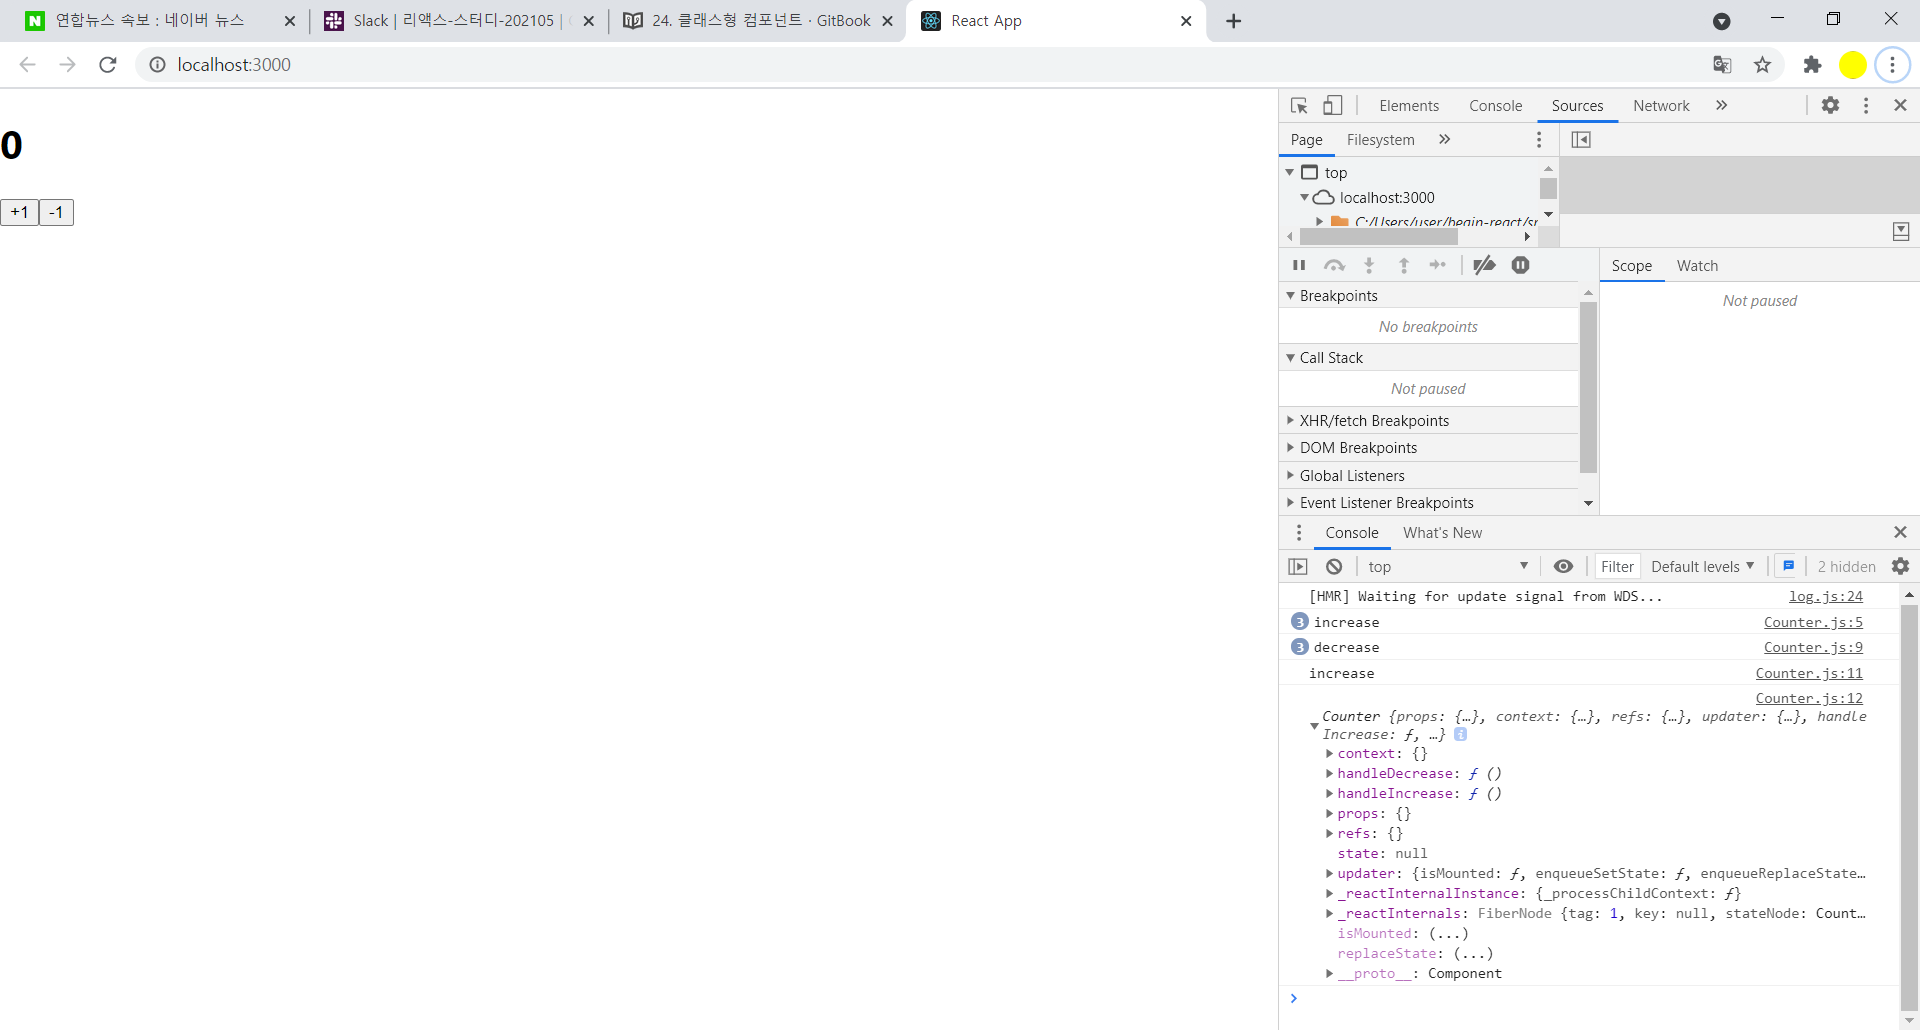 연합뉴스 속보 : 네이버 뉴스
Slack | 리액스-스터디-202105 |
24. 클래스형 컴포넌트 · GitBook
React App
localhost:3000
0
+1 -1
Elements Console Sources Network
Page Filesystem
top
localhost:3000
C:/Users/user/begin-react/sr
Breakpoints
No breakpoints
Call Stack
Not paused
XHR/fetch Breakpoints
DOM Breakpoints
Global Listeners
Event Listener Breakpoints
Scope Watch
Not paused
Console What's New
top Filter Default levels 2 hidden
[HMR] Waiting for update signal from WDS... log.js:24
3 increase Counter.js:5
3 decrease Counter.js:9
increase Counter.js:11
Counter.js:12
Counter {props: {…}, context: {…}, refs: {…}, updater: {…}, handle
Increase: ƒ, …} i
context: {}
handleDecrease: ƒ ()
handleIncrease: ƒ ()
props: {}
refs: {}
state: null
updater: {isMounted: ƒ, enqueueSetState: ƒ, enqueueReplaceState…
_reactInternalInstance: {_processChildContext: ƒ}
_reactInternals: FiberNode {tag: 1, key: null, stateNode: Count…
isMounted: (...)
replaceState: (...)
__proto__: Component